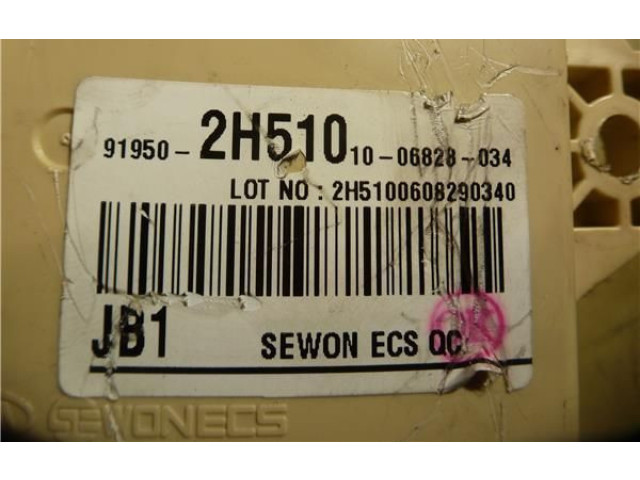 91950 - 2H510 10 - 06828 - 034
LOT NO : 2H5100608290340
JB1 SEWON ECS QC
SEWONECS